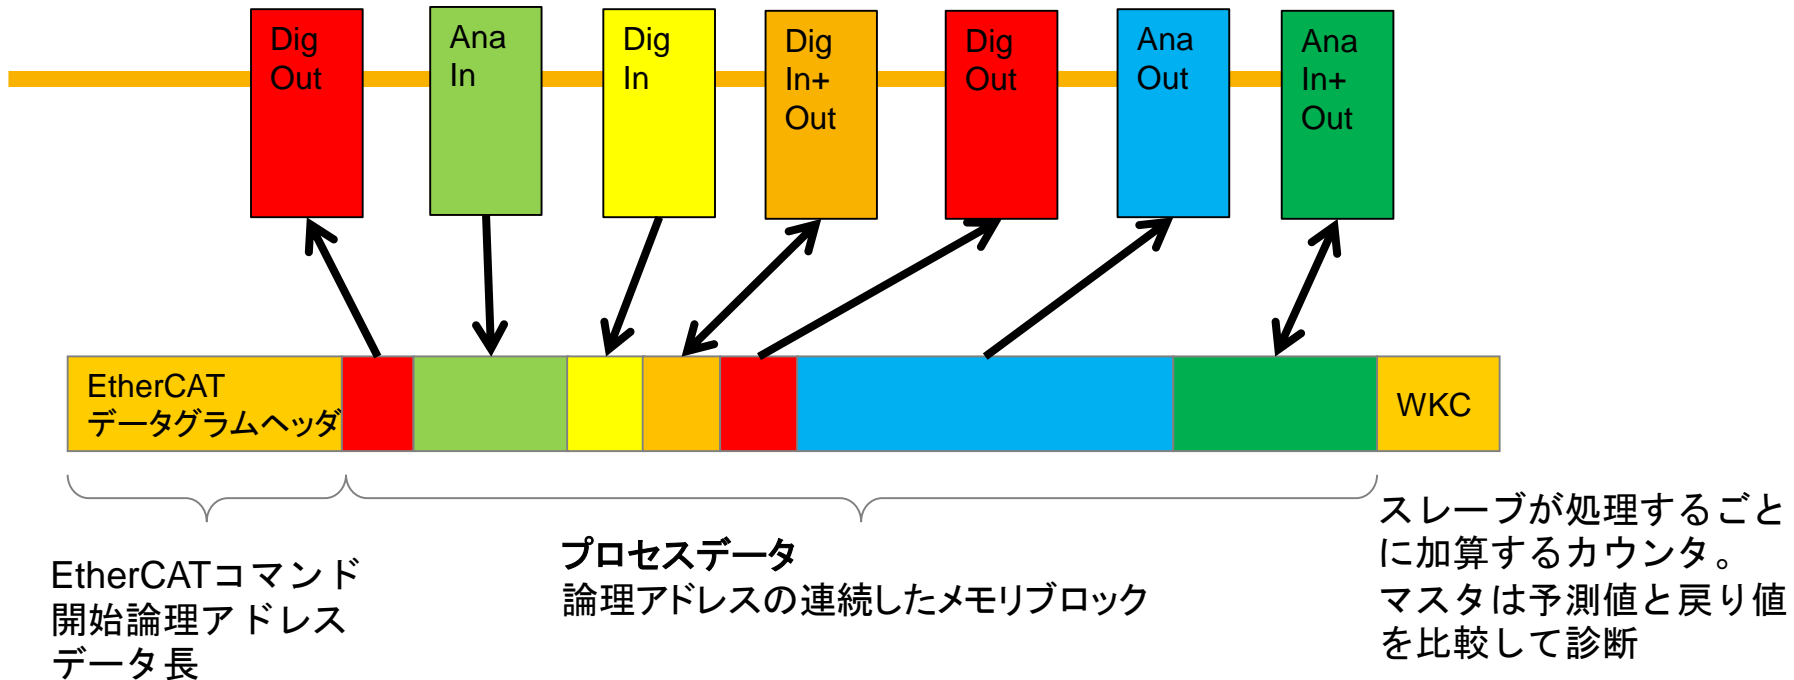 Dig
Out
Ana
In
Dig
In
Dig
In+
Out
Dig
Out
Ana
Out
Ana
In+
Out
EtherCAT
データグラムヘッダ
WKC
EtherCATコマンド
開始論理アドレス
データ長
プロセスデータ
論理アドレスの連続したメモリブロック
スレーブが処理するごと
に加算するカウンタ。
マスタは予測値と戻り値
を比較して診断